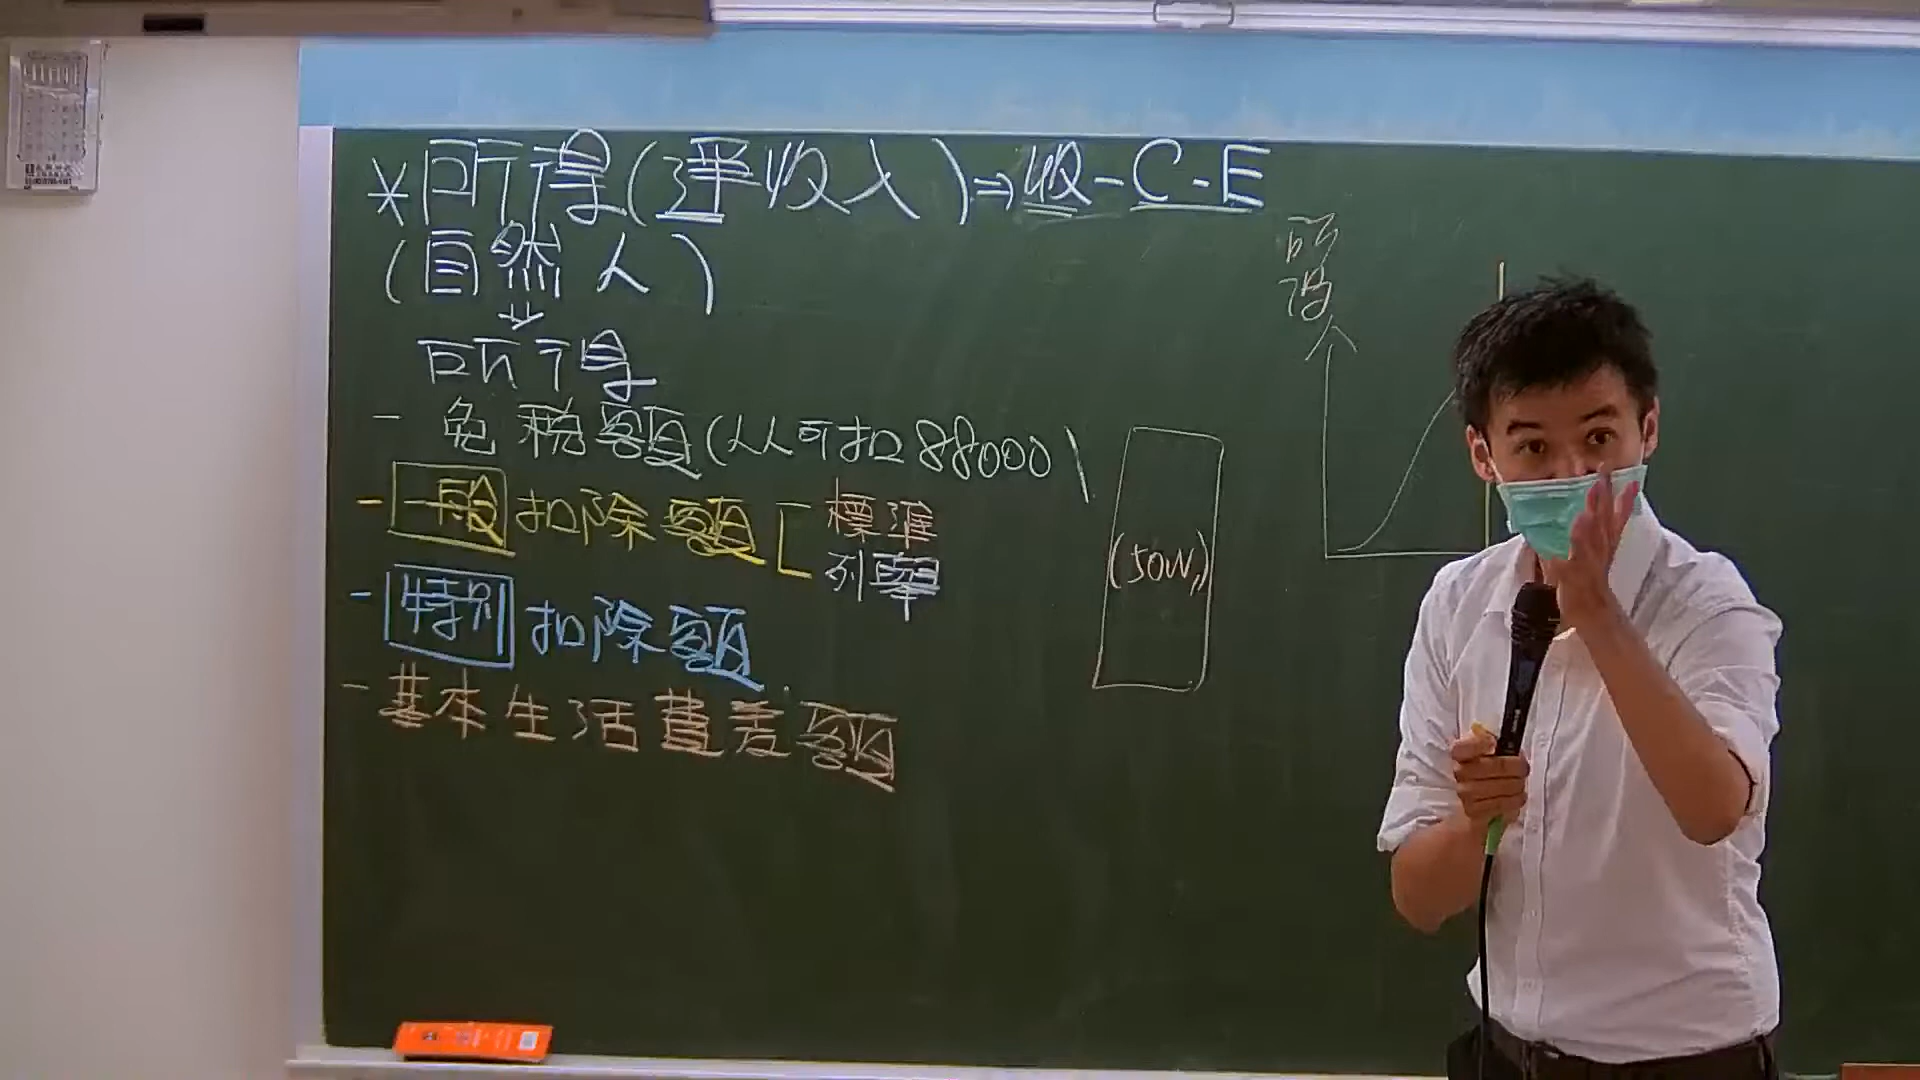 *所得(淨收入)⇒收-C-E
(自然人)
⇓
所得
- 免稅額(人人可扣88000)
- 一般扣除額[標準
列舉
- 特別扣除額
- 基本生活費差額
(50W,)
所
得